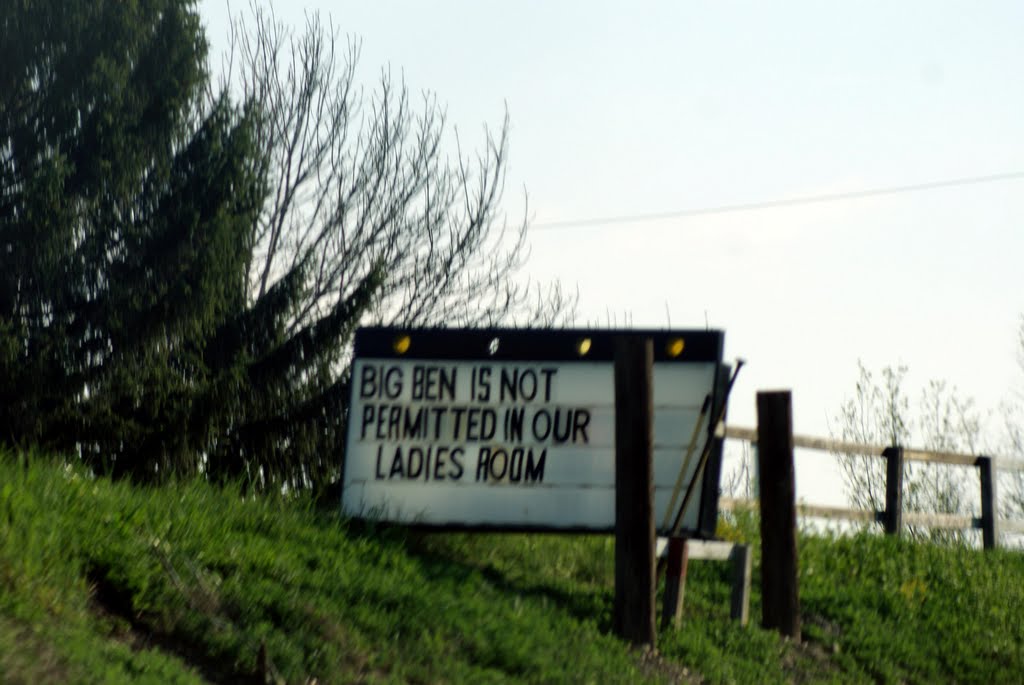 BIG BEN IS NOT
PERMITTED IN OUR
LADIES ROOM